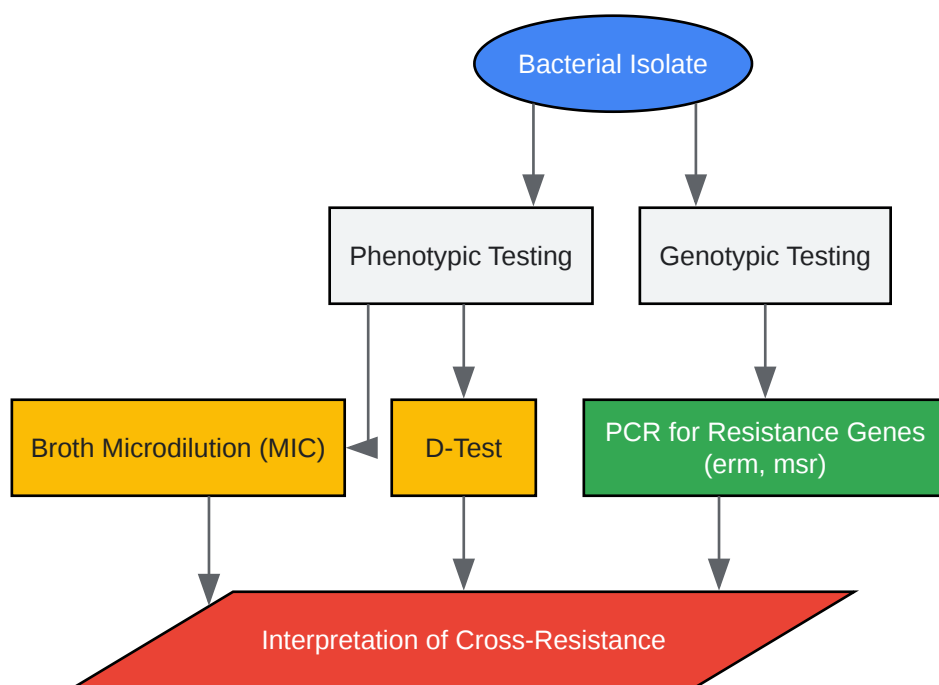 Bacterial Isolate
Phenotypic Testing
Genotypic Testing
Broth Microdilution (MIC)
D-Test
PCR for Resistance Genes
(erm, msr)
Interpretation of Cross-Resistance